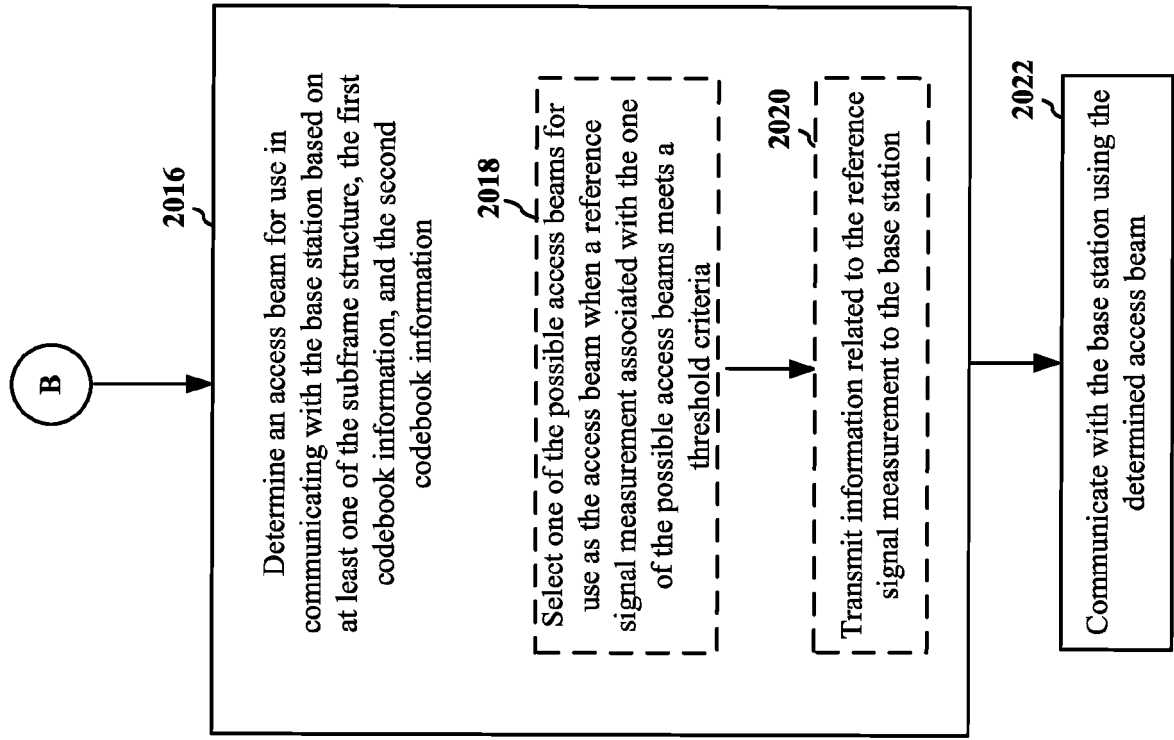 B
2016
Determine an access beam for use in
communicating with the base station based on
at least one of the subframe structure, the first
codebook information, and the second
codebook information
2018
Select one of the possible access beams for
use as the access beam when a reference
signal measurement associated with the one
of the possible access beams meets a
threshold criteria
2020
Transmit information related to the reference
signal measurement to the base station
2022
Communicate with the base station using the
determined access beam